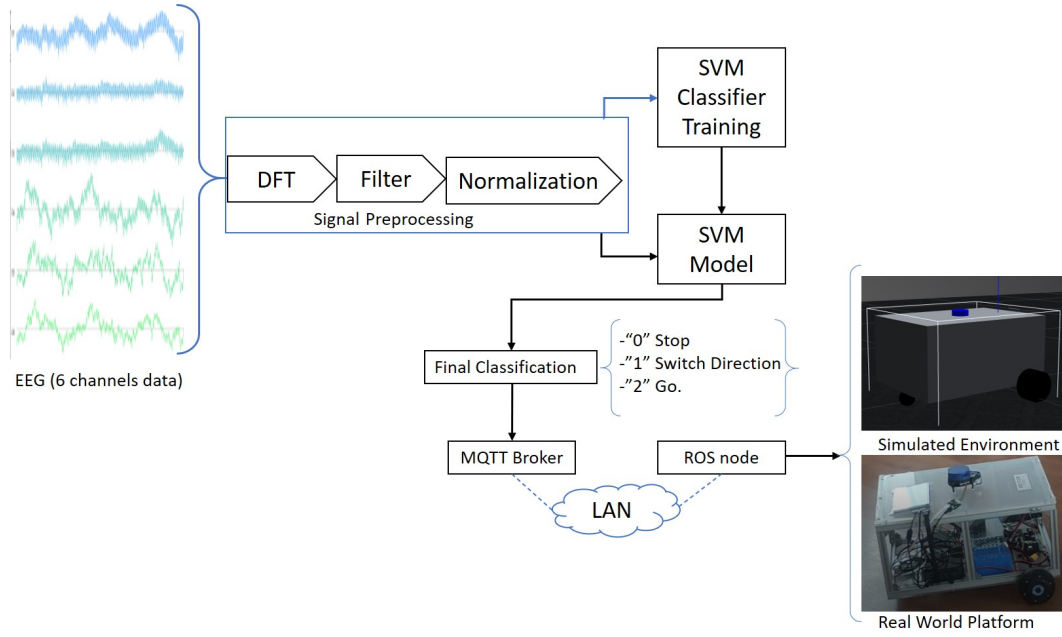 SVM
Classifier
Training
DFT
Filter
Normalization
Signal Preprocessing
SVM
Model
EEG (6 channels data)
Final Classification
-“0” Stop
-”1” Switch Direction
-”2” Go.
MQTT Broker
ROS node
LAN
Simulated Environment
Real World Platform